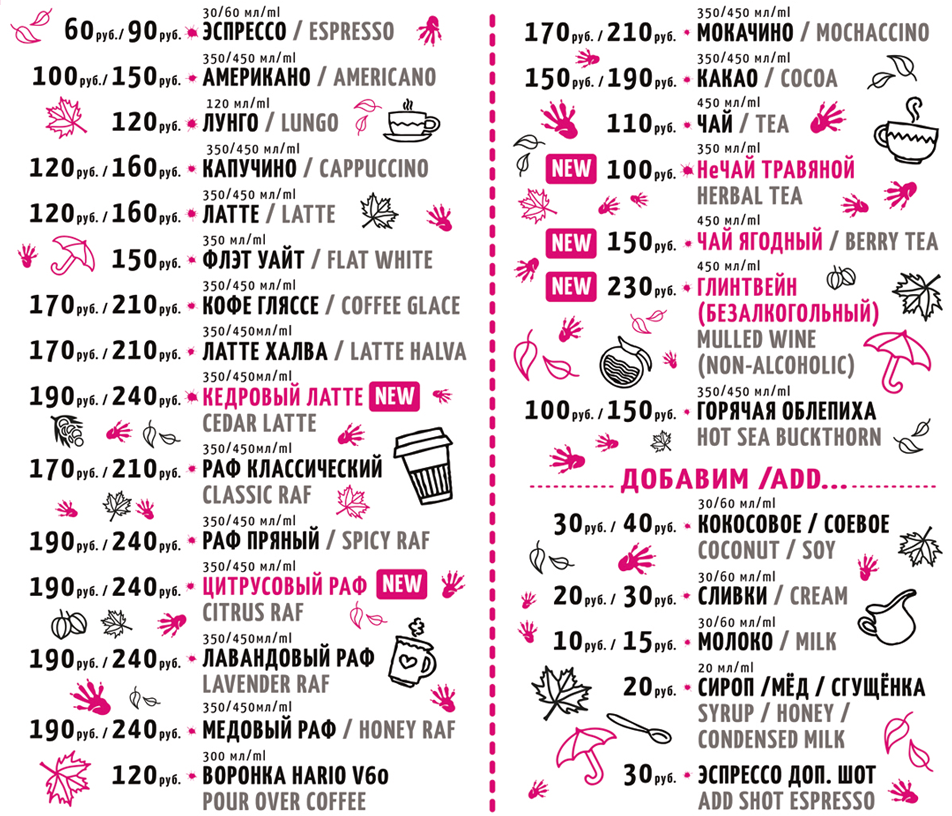 30/60 мл/ml
60руб./ 90руб. ЭСПРЕССО / ESPRESSO
350/450 мл/ml
100руб./ 150руб. АМЕРИКАНО / AMERICANO
120 мл/ml
120руб. ЛУНГО / LUNGO
350/450 мл/ml
120руб. / 160руб. КАПУЧИНО / CAPPUCCINO
350/450 мл/ml
120руб. / 160руб. ЛАТТЕ / LATTE
350 мл/ml
150руб. ФЛЭТ УАЙТ / FLAT WHITE
350/450 мл/ml
170руб. / 210руб. КОФЕ ГЛЯССЕ / COFFEE GLACE
350/450 мл/ml
170руб. / 210руб. ЛАТТЕ ХАЛВА / LATTE HALVA
350/450мл/ml
190руб. / 240руб. КЕДРОВЫЙ ЛАТТЕ NEW
CEDAR LATTE
350/450мл/ml
170руб. / 210руб. РАФ КЛАССИЧЕСКИЙ
CLASSIC RAF
350/450 мл/ml
190руб. / 240руб. РАФ ПРЯНЫЙ / SPICY RAF
350/450 мл/ml
190руб. / 240руб. ЦИТРУСОВЫЙ РАФ NEW
CITRUS RAF
350/450мл/ml
190руб. / 240руб. ЛАВАНДОВЫЙ РАФ
LAVENDER RAF
350/450мл/ml
190руб. / 240руб. МЕДОВЫЙ РАФ / HONEY RAF
300 мл/ml
120руб. ВОРОНКА HARIO V60
POUR OVER COFFEE
350/450 мл/ml
170руб. / 210руб. МОКАЧИНО / MOCHACCINO
350/450 мл/ml
150руб. / 190руб. КАКАО / COCOA
450 мл/ml
110руб. ЧАЙ / TEA
350 мл/ml
NEW 100руб. НеЧАЙ ТРАВЯНОЙ
HERBAL TEA
450 мл/ml
NEW 150руб. ЧАЙ ЯГОДНЫЙ / BERRY TEA
450 мл/ml
NEW 230руб. ГЛИНТВЕЙН
(БЕЗАЛКОГОЛЬНЫЙ)
MULLED WINE
(NON-ALCOHOLIC)
350/450 мл/ml
100руб. / 150руб. ГОРЯЧАЯ ОБЛЕПИХА
HOT SEA BUCKTHORN
ДОБАВИМ /ADD...
30/60 мл/ml
30руб. / 40руб. КОКОСОВОЕ / СОЕВОЕ
COCONUT / SOY
30/60 мл/ml
20руб. / 30руб. СЛИВКИ / CREAM
30/60 мл/ml
10руб. / 15руб. МОЛОКО / MILK
20 мл/ml
20руб. СИРОП /МЁД / СГУЩЁНКА
SYRUP / HONEY /
CONDENSED MILK
30руб. ЭСПРЕССО ДОП. ШОТ
ADD SHOT ESPRESSO